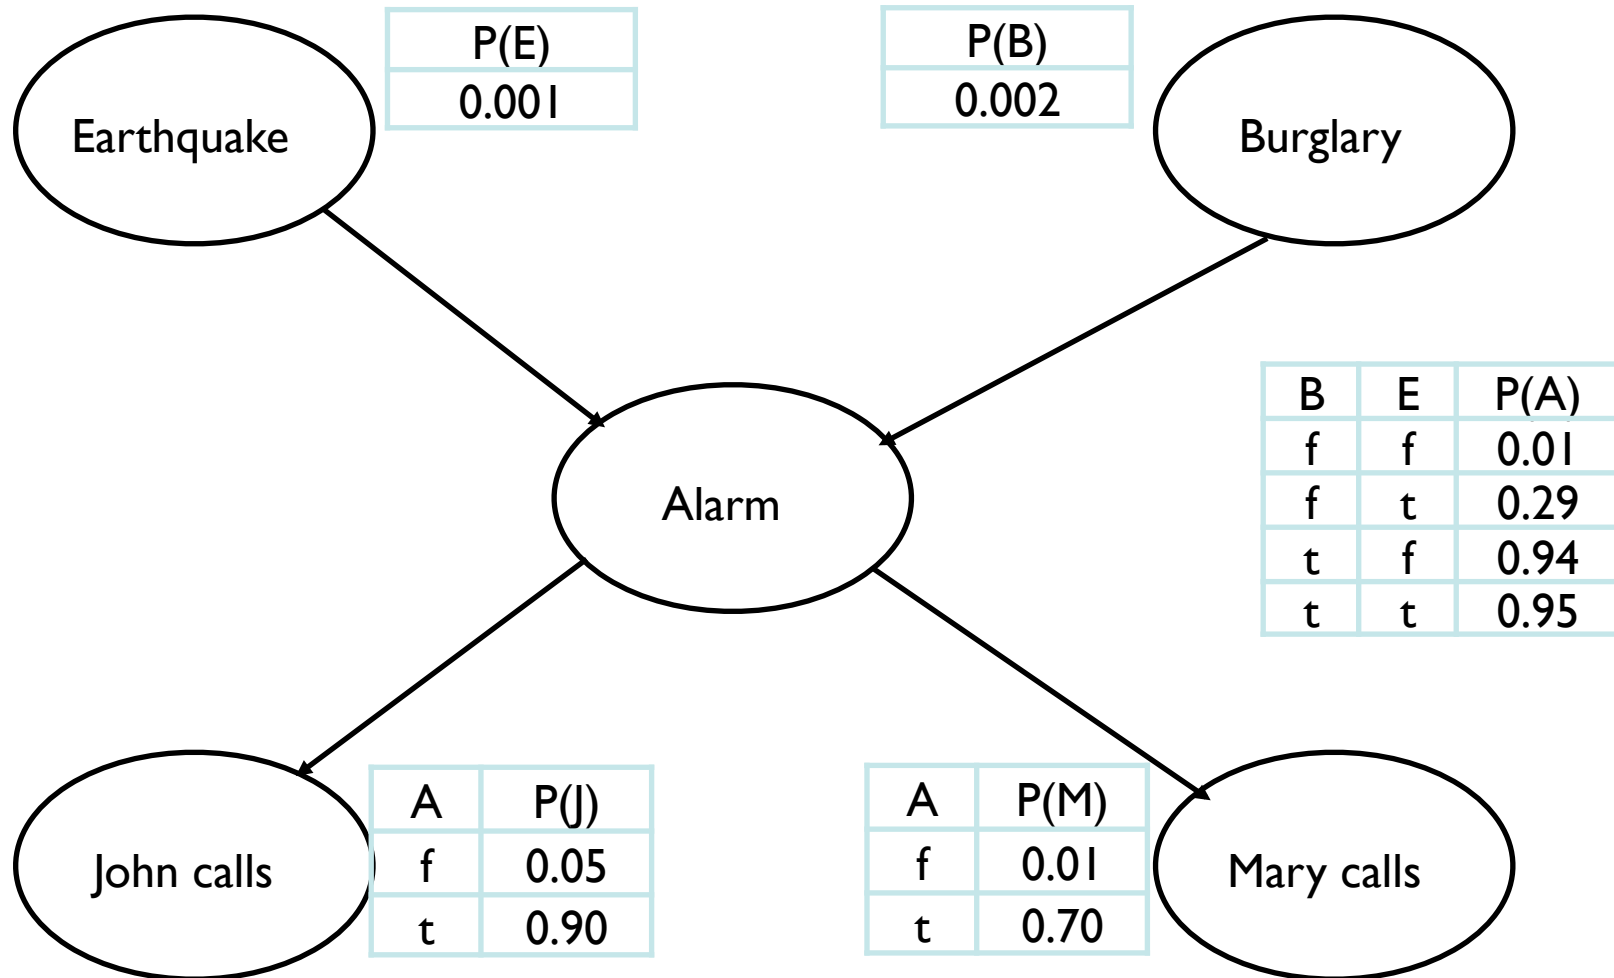 P(E)
0.001
P(B)
0.002
Earthquake
Burglary
B E P(A)
f f 0.01
f t 0.29
t f 0.94
t t 0.95
Alarm
A P(J)
f 0.05
t 0.90
A P(M)
f 0.01
t 0.70
John calls
Mary calls